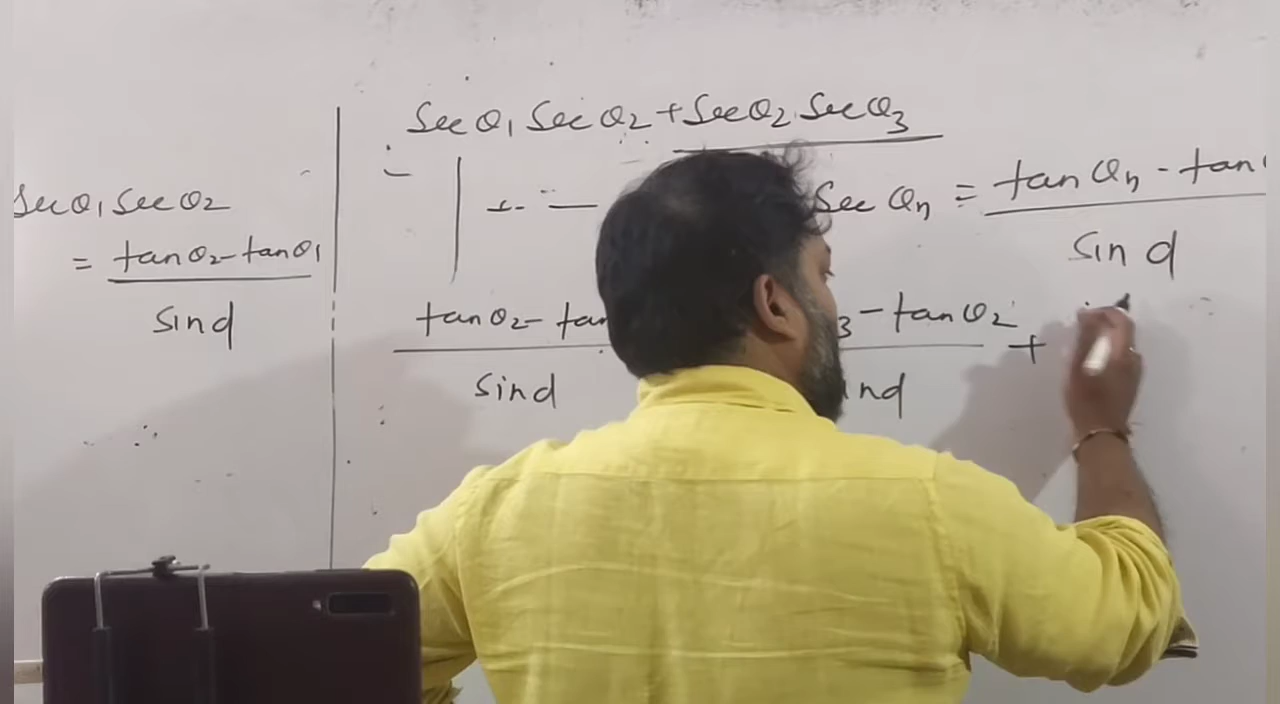 Sec θ₁ Sec θ₂ + Sec θ₂ Sec θ₃
+ - — Sec θₙ = tan θₙ - tan
sin d
Sec θ₁ Sec θ₂
= tan θ₂ - tan θ₁
sin d
tan θ₂ - tan ₃ - tan θ₂ +
sin d nd